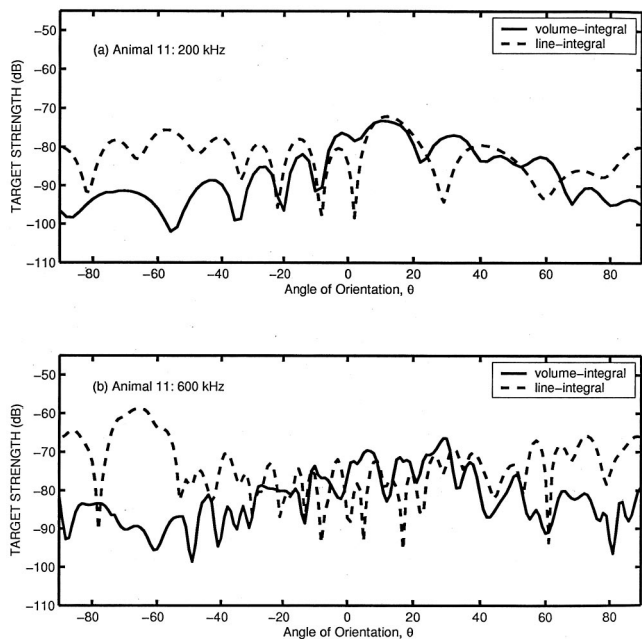 -50
-60
-70
-80
-90
-100
-110
TARGET STRENGTH (dB)
(a) Animal 11: 200 kHz
volume-integral
line-integral
-80 -60 -40 -20 0 20 40 60 80
Angle of Orientation, θ
-50
-60
-70
-80
-90
-100
-110
TARGET STRENGTH (dB)
(b) Animal 11: 600 kHz
volume-integral
line-integral
-80 -60 -40 -20 0 20 40 60 80
Angle of Orientation, θ